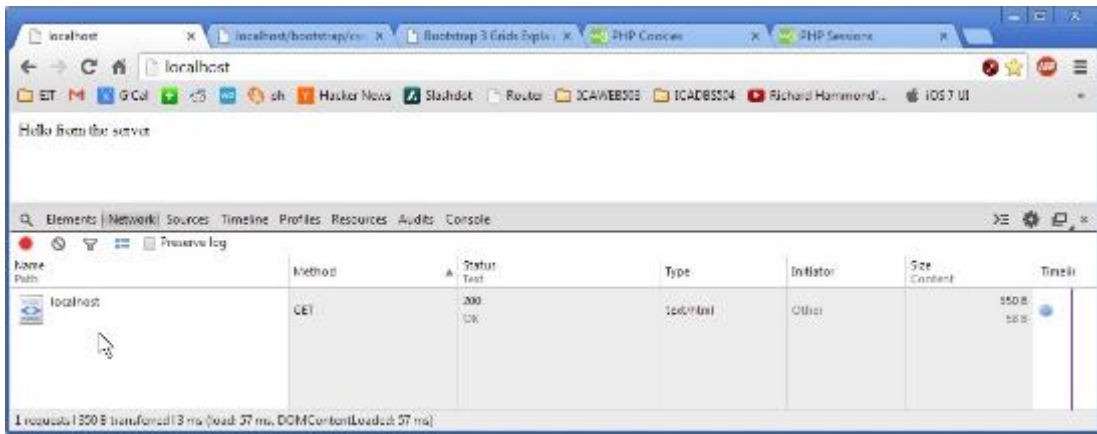 localhost localhost/bootstrap/ Bootstrap 3 Grids PHP Cookies PHP Sessions
localhost
EIT GCal sh Hacker News Slashdot Router ICAWEB503 ICADBS504 Richard Hammond'... iOS 7 UI
Hello from the server
Elements Network Sources Timeline Profiles Resources Audits Console
Preserve log
Name Method Status Type Initiator Size
Path Text Content
localhost GET 200 text/html Other 350 B
OK 58 B
1 requests | 350 B transferred | 3 ms (load: 57 ms, DOMContentLoaded: 57 ms)